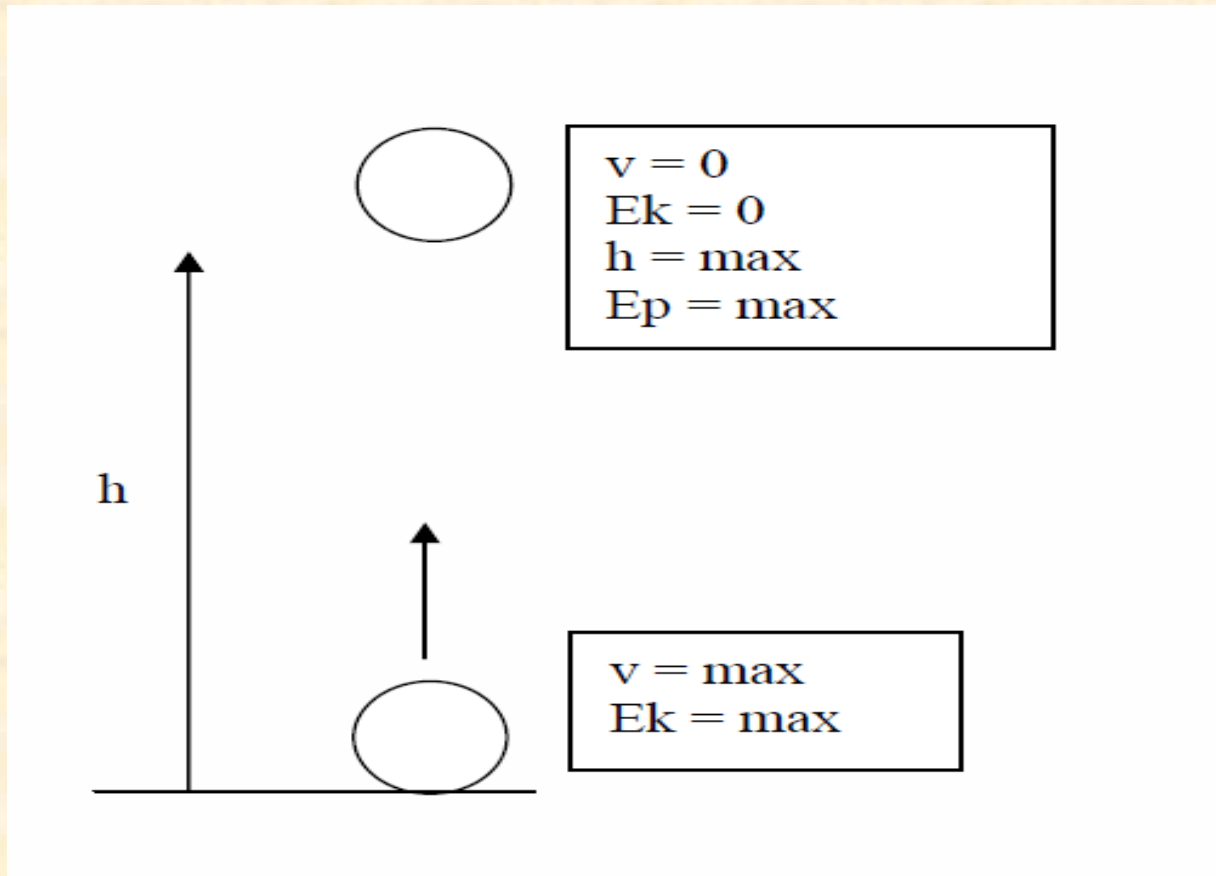 v = 0
Ek = 0
h = max
Ep = max
h
v = max
Ek = max